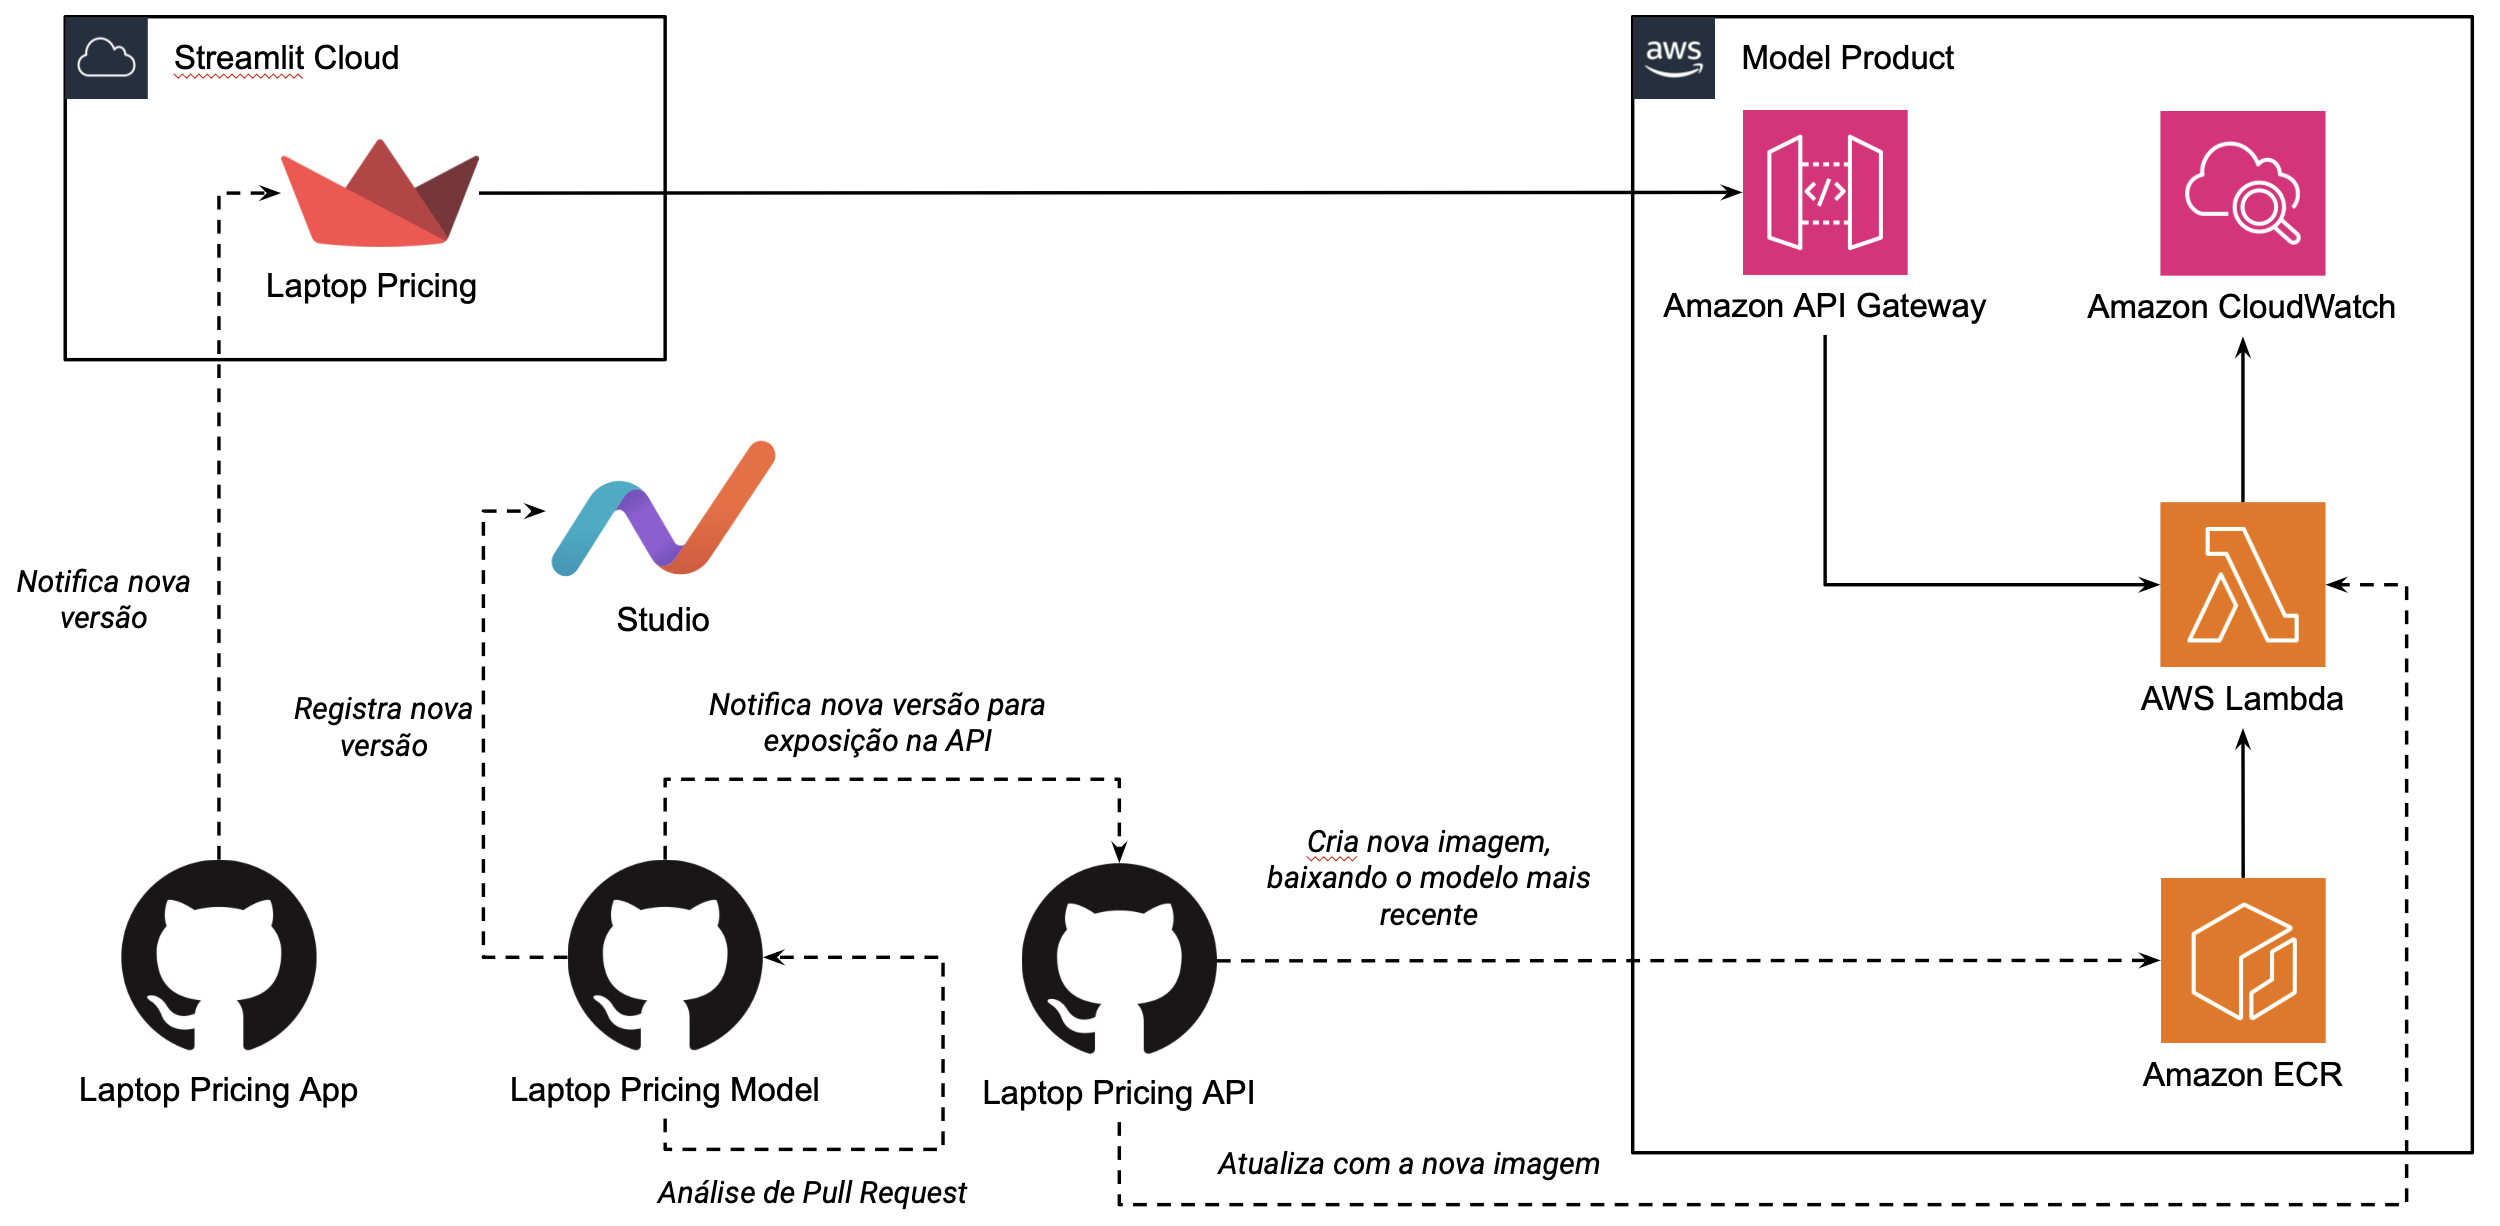 Streamlit Cloud
aws
Model Product
Laptop Pricing
Amazon API Gateway
Amazon CloudWatch
Notifica nova
versão
Studio
Registra nova
versão
Notifica nova versão para
exposição na API
AWS Lambda
Cria nova imagem,
baixando o modelo mais
recente
Laptop Pricing App
Laptop Pricing Model
Laptop Pricing API
Amazon ECR
Análise de Pull Request
Atualiza com a nova imagem